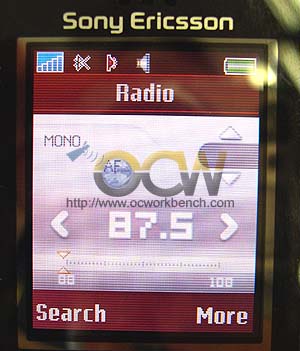 Sony Ericsson
Radio
MONO
AF
OCW
http://www.ocworkbench.com
87.5
88 108
Search More